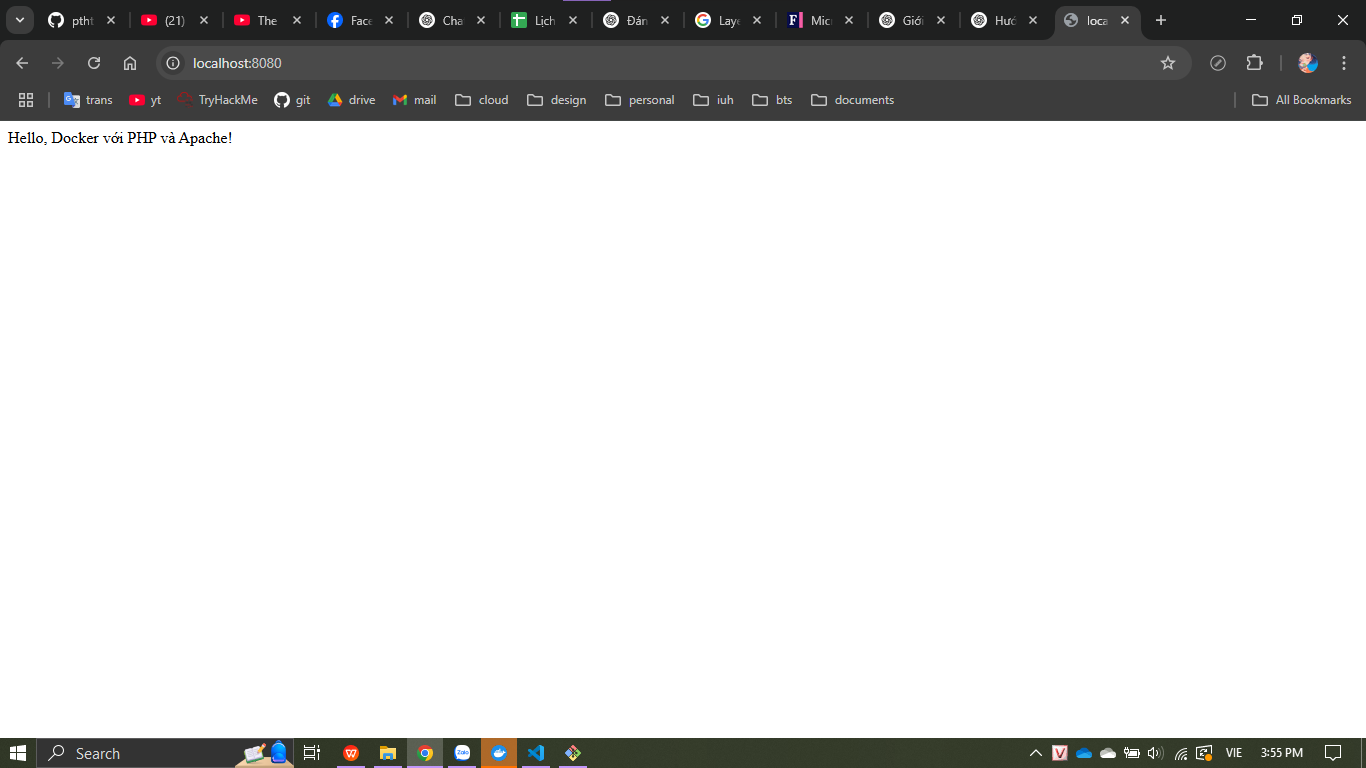 ptht
(21)
The
Face
Cha
Lịch
Đán
Laye
Micr
Giới
Hướ
loca
localhost:8080
trans
yt
TryHackMe
git
drive
mail
cloud
design
personal
iuh
bts
documents
All Bookmarks
Hello, Docker với PHP và Apache!
Search
Zalo
VIE
3:55 PM